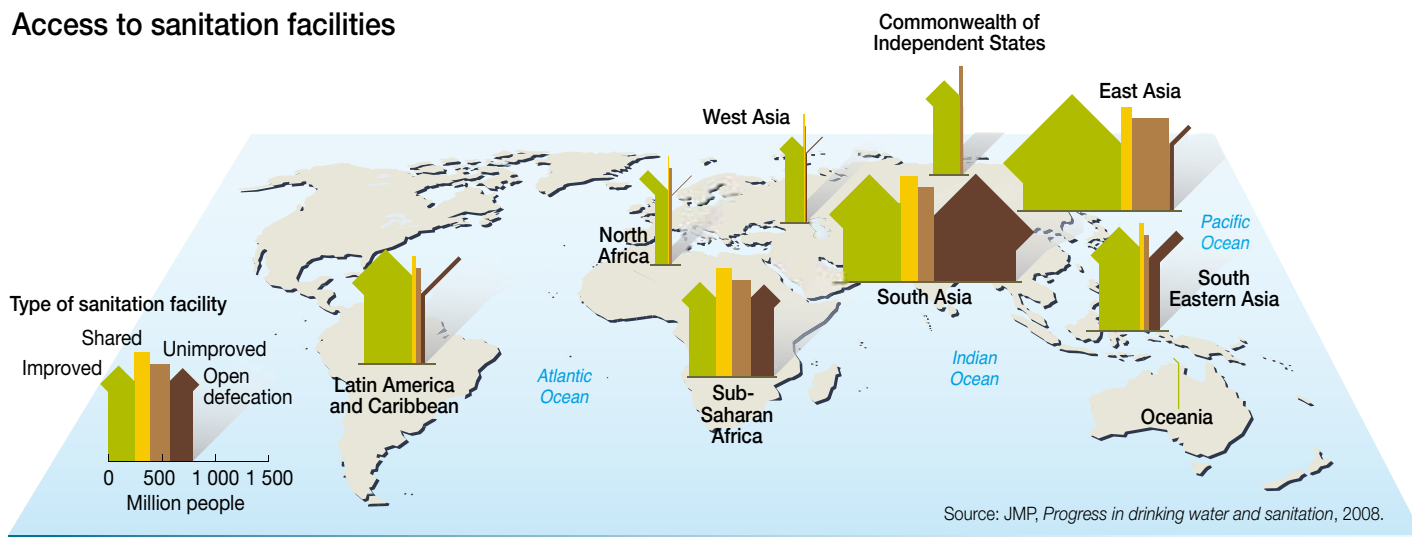 Access to sanitation facilities
Commonwealth of
Independent States
East Asia
West Asia
North
Africa
Pacific
Ocean
South
Eastern Asia
South Asia
Type of sanitation facility
Shared
Unimproved
Improved
Open
defecation
Latin America
and Caribbean
Atlantic
Ocean
Sub-
Saharan
Africa
Indian
Ocean
Oceania
0 500 1 000 1 500
Million people
Source: JMP, Progress in drinking water and sanitation, 2008.